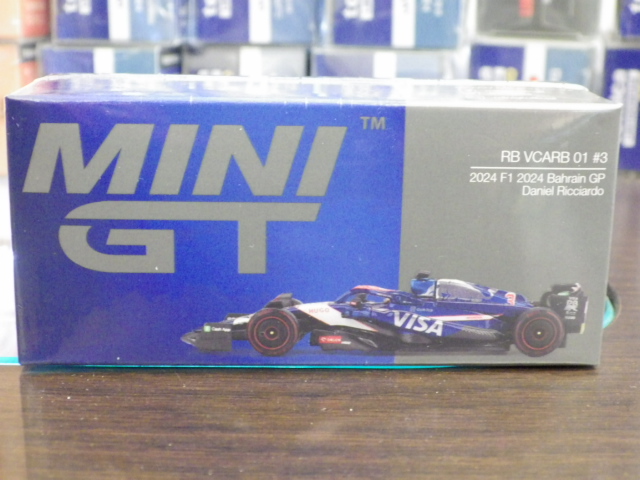 MINI
GT
TM
RB VCARB 01 #3
2024 F1 2024 Bahrain GP
Daniel Ricciardo
VISA